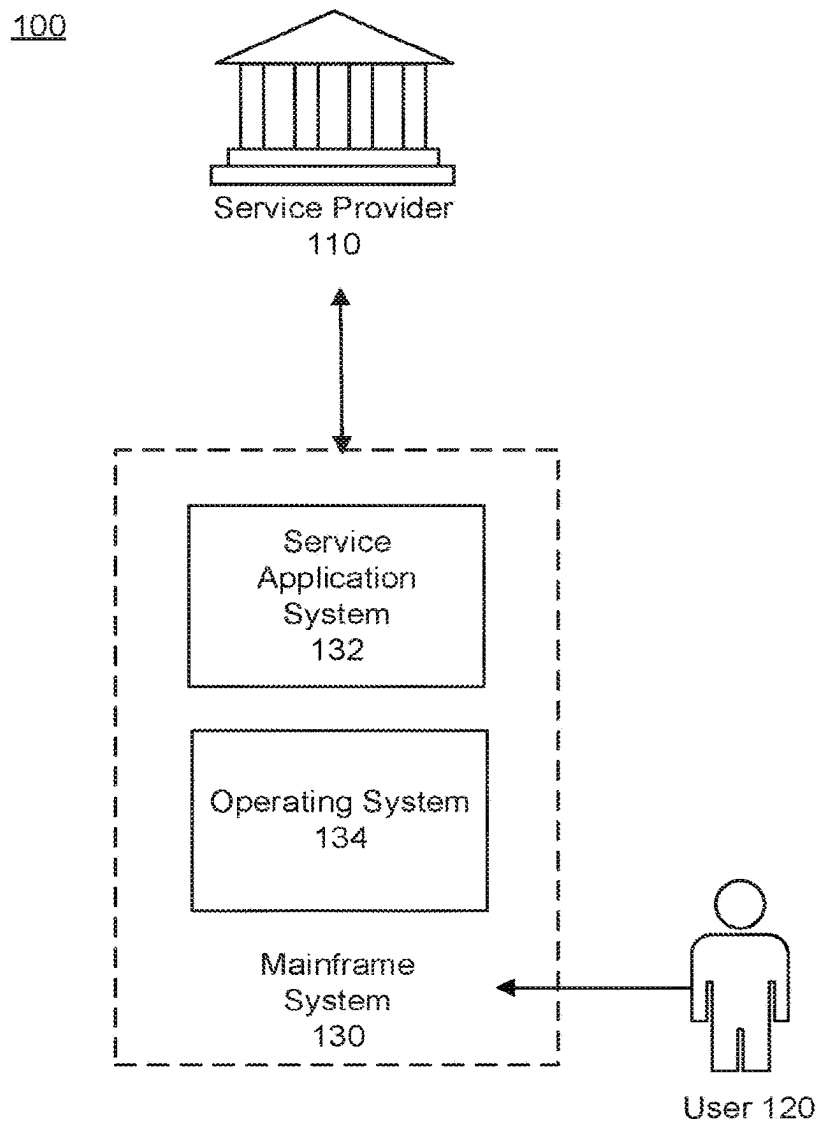 100
Service Provider
110
Service
Application
System
132
Operating System
134
Mainframe
System
130
User 120